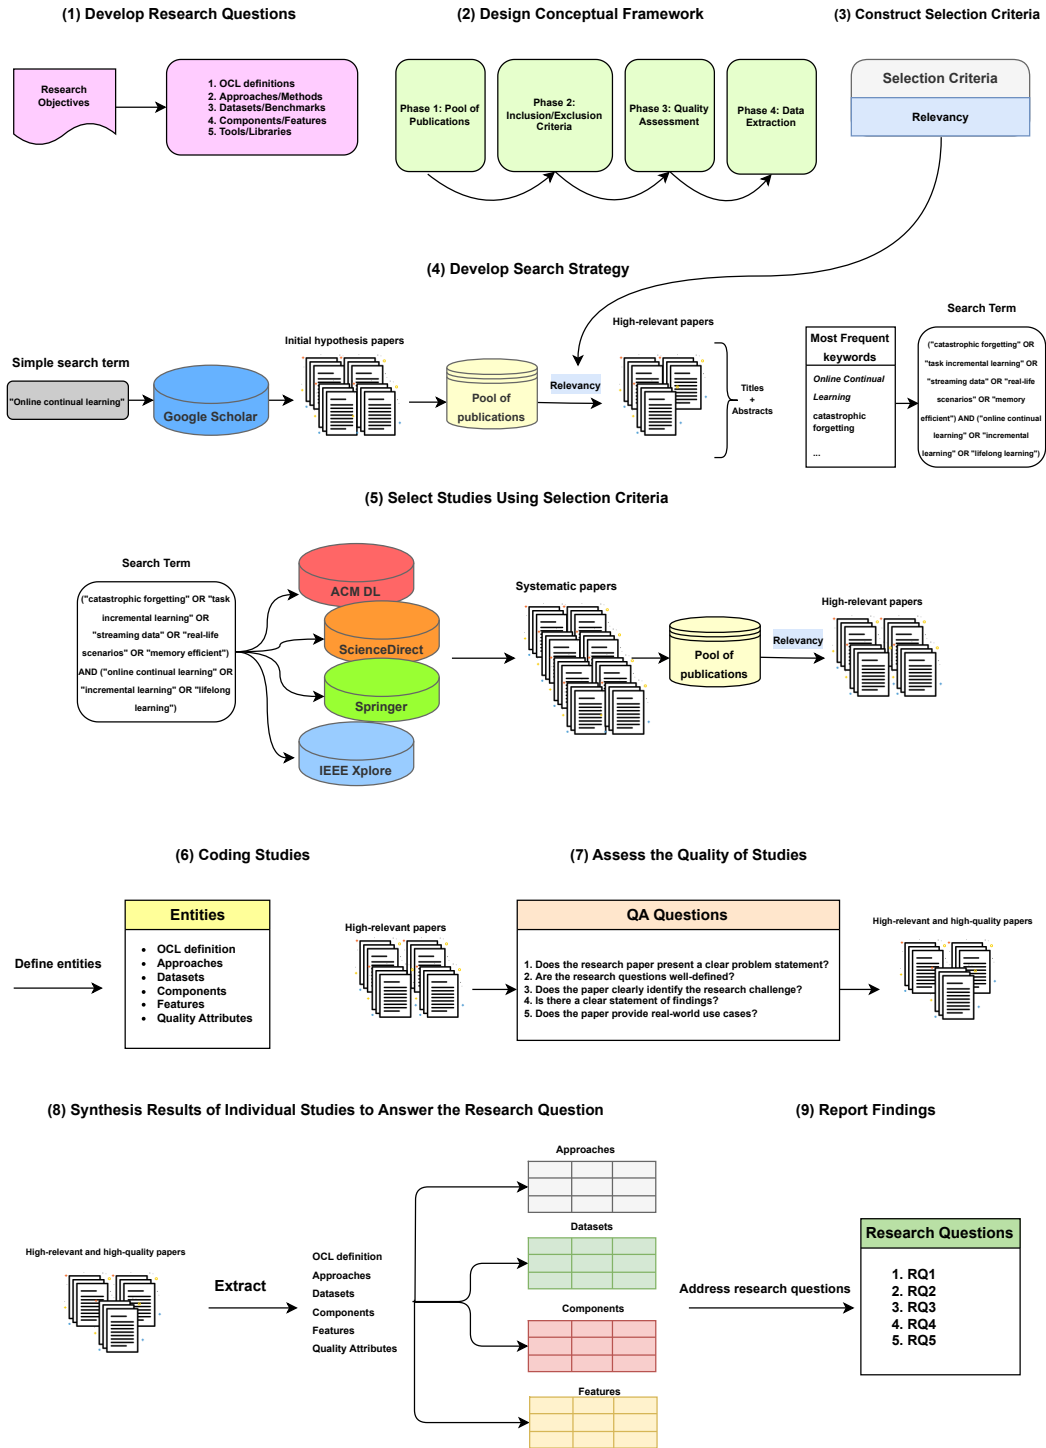 (1) Develop Research Questions
(2) Design Conceptual Framework
(3) Construct Selection Criteria
Research
Objectives
1. OCL definitions
2. Approaches/Methods
3. Datasets/Benchmarks
4. Components/Features
5. Tools/Libraries
Phase 1: Pool of
Publications
Phase 2:
Inclusion/Exclusion
Criteria
Phase 3: Quality
Assessment
Phase 4: Data
Extraction
Selection Criteria
Relevancy
(4) Develop Search Strategy
Simple search term
"Online continual learning"
Google Scholar
Initial hypothesis papers
Pool of
publications
Relevancy
High-relevant papers
Titles
+
Abstracts
Most Frequent
keywords
Online Continual
Learning
catastrophic
forgetting
...
Search Term
("catastrophic forgetting" OR
"task incremental learning" OR
"streaming data" OR "real-life
scenarios" OR "memory
efficient") AND ("online continual
learning" OR "incremental
learning" OR "lifelong learning")
(5) Select Studies Using Selection Criteria
Search Term
("catastrophic forgetting" OR "task
incremental learning" OR
"streaming data" OR "real-life
scenarios" OR "memory efficient")
AND ("online continual learning" OR
"incremental learning" OR "lifelong
learning")
ACM DL
ScienceDirect
Springer
IEEE Xplore
Systematic papers
Pool of
publications
Relevancy
High-relevant papers
(6) Coding Studies
(7) Assess the Quality of Studies
Define entities
Entities
• OCL definition
• Approaches
• Datasets
• Components
• Features
• Quality Attributes
High-relevant papers
QA Questions
1. Does the research paper present a clear problem statement?
2. Are the research questions well-defined?
3. Does the paper clearly identify the research challenge?
4. Is there a clear statement of findings?
5. Does the paper provide real-world use cases?
High-relevant and high-quality papers
(8) Synthesis Results of Individual Studies to Answer the Research Question
(9) Report Findings
High-relevant and high-quality papers
Extract
OCL definition
Approaches
Datasets
Components
Features
Quality Attributes
Approaches
Datasets
Components
Features
Address research questions
Research Questions
1. RQ1
2. RQ2
3. RQ3
4. RQ4
5. RQ5